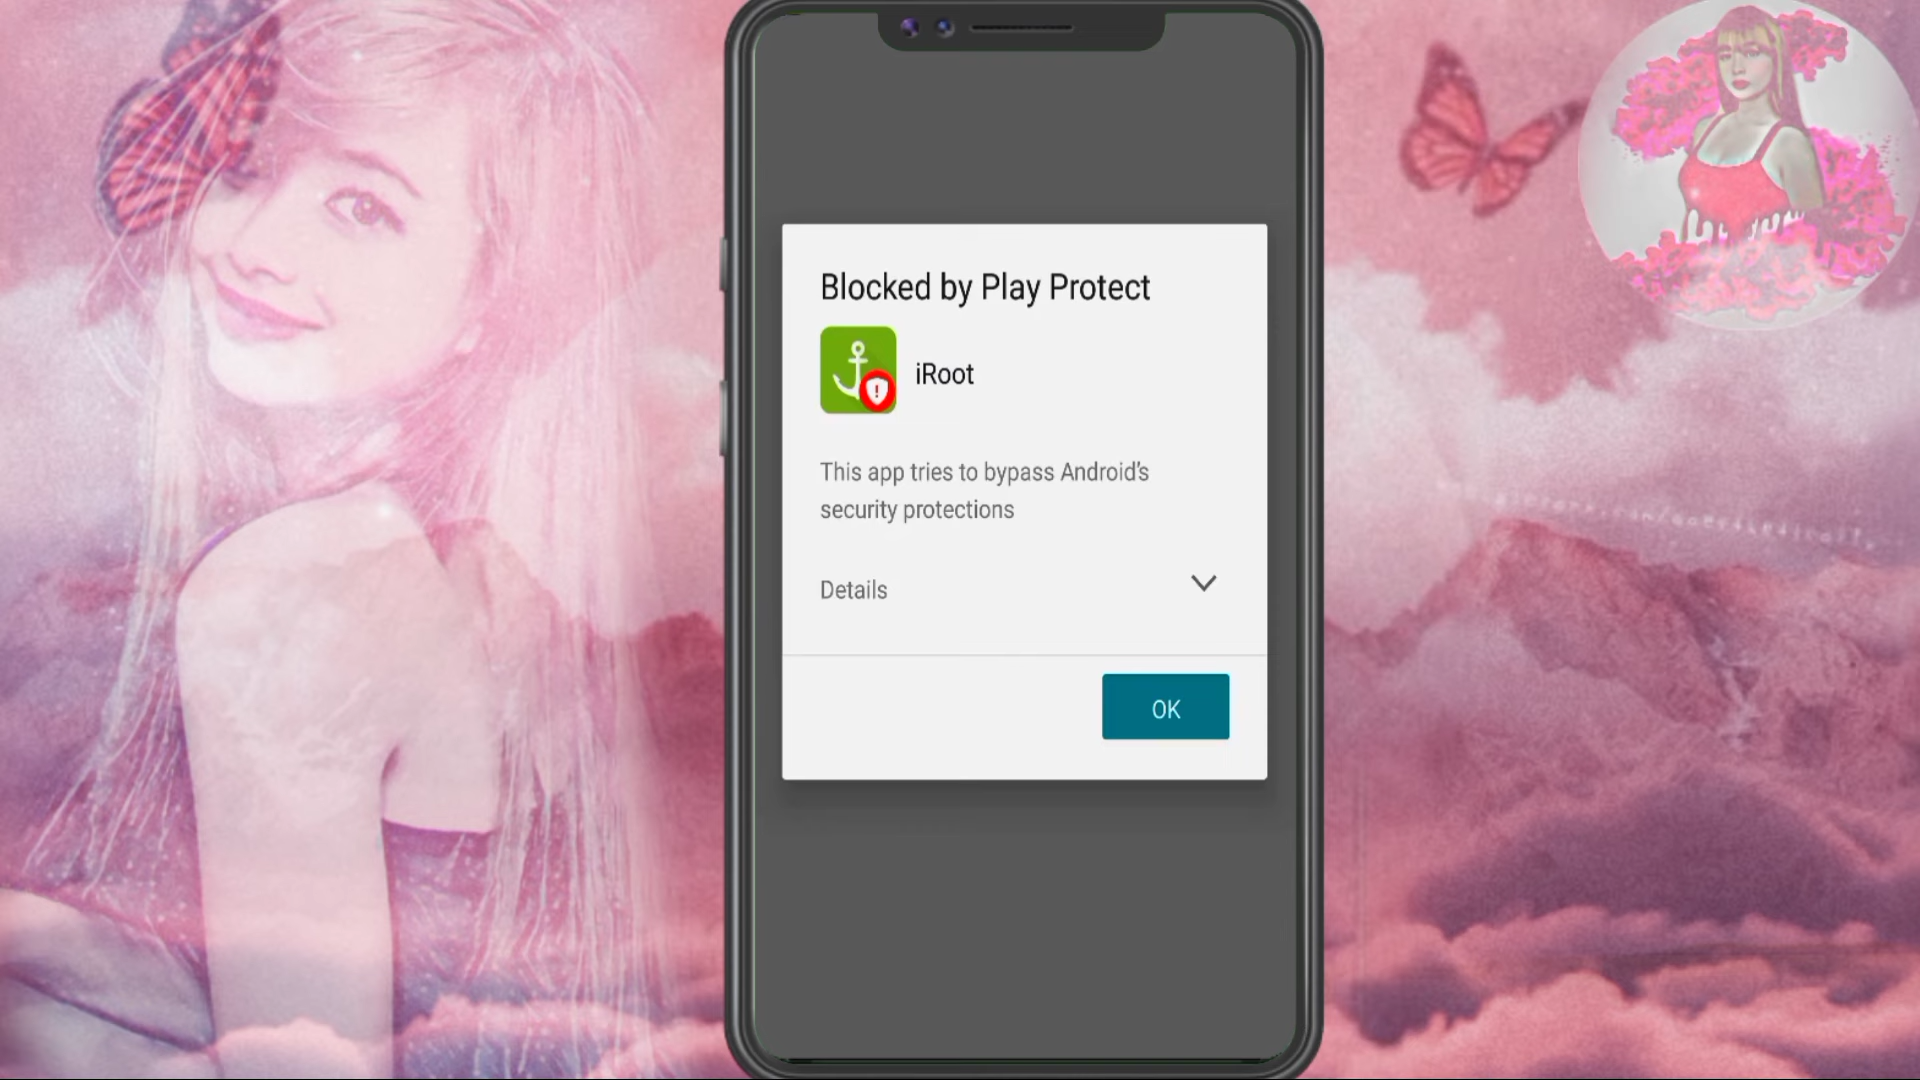 Blocked by Play Protect
iRoot
This app tries to bypass Android's
security protections
Details
OK